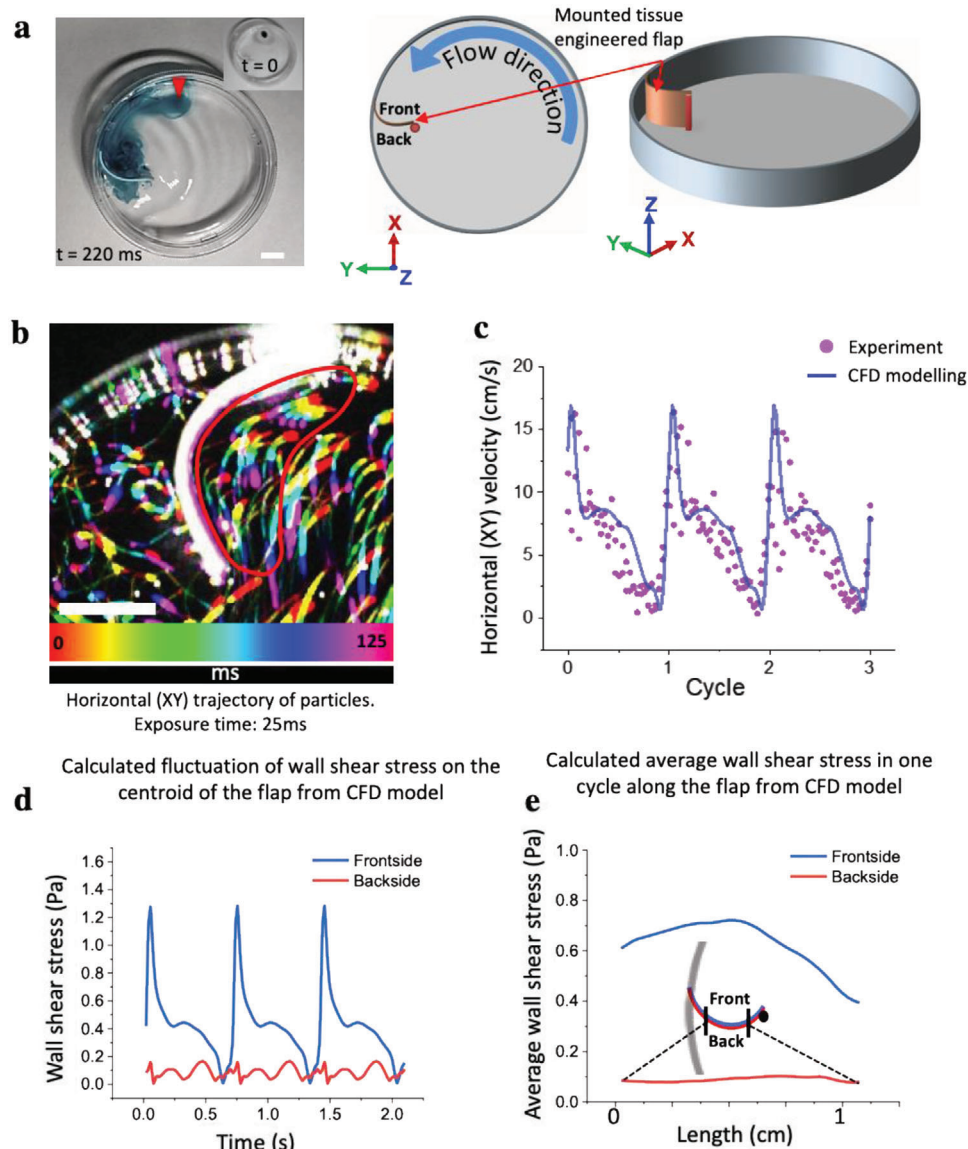 a
t = 0
t = 220 ms
Flow direction
Front
Back
X
Y
Z
Mounted tissue
engineered flap
Z
Y
X
b
0
125
ms
Horizontal (XY) trajectory of particles.
Exposure time: 25ms
c
Experiment
CFD modelling
Horizontal (XY) velocity (cm/s)
20
15
10
5
0
0
1
2
3
Cycle
Calculated fluctuation of wall shear stress on the
centroid of the flap from CFD model
d
Frontside
Backside
Wall shear stress (Pa)
1.6
1.4
1.2
1.0
0.8
0.6
0.4
0.2
0.0
0.0
0.5
1.0
1.5
2.0
Time (s)
Calculated average wall shear stress in one
cycle along the flap from CFD model
e
Frontside
Backside
Average wall shear stress (Pa)
1.0
0.8
0.6
0.4
0.2
0.0
Front
Back
0
1
Length (cm)